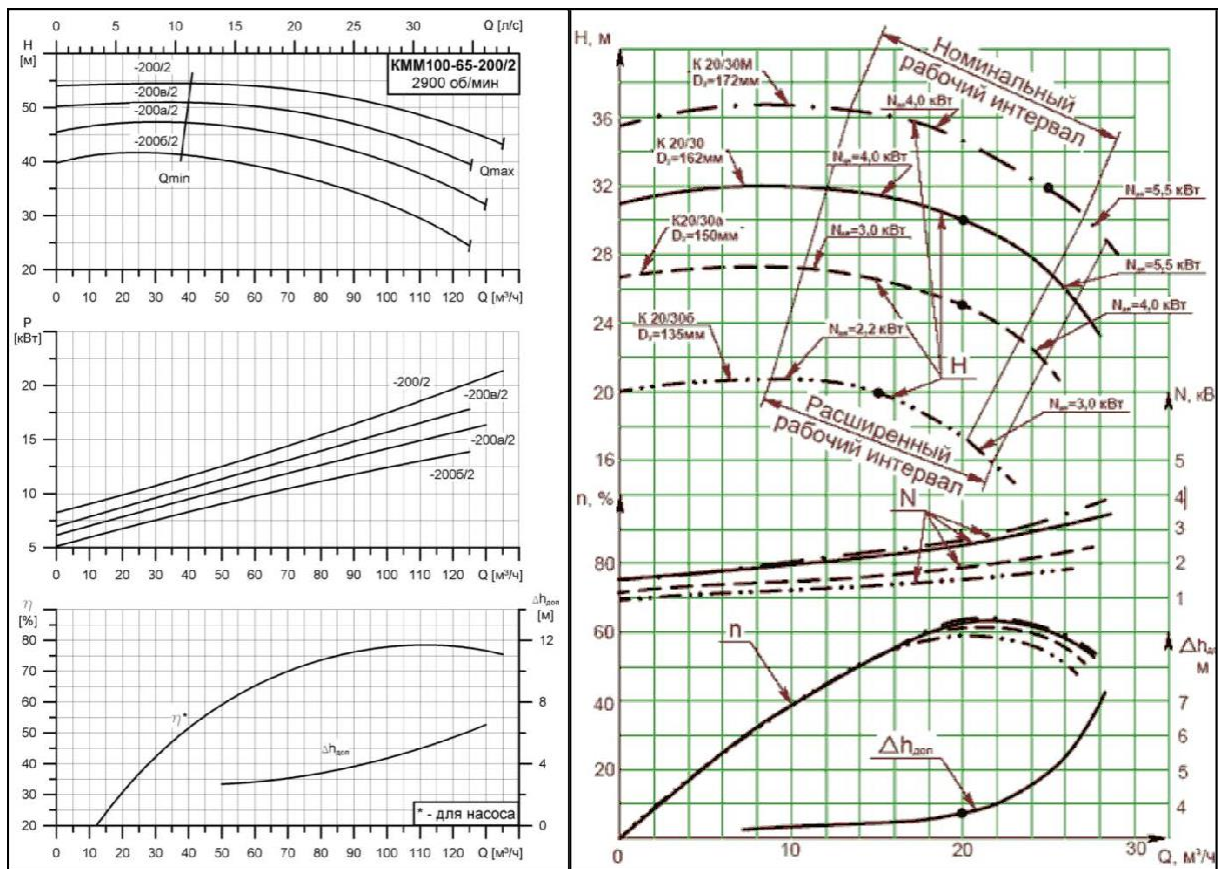 0 5 10 15 20 25 30 Q [л/с]
H
[м]
КММ100-65-200/2
2900 об/мин
-200/2
-200в/2
-200а/2
-200б/2
50
40
30
20
Qmin
Qmax
0 10 20 30 40 50 60 70 80 90 100 110 120 Q [м³/ч]
P
[кВт]
20
15
10
5
-200/2
-200в/2
-200а/2
-200б/2
0 10 20 30 40 50 60 70 80 90 100 110 120 Q [м³/ч]
η
[%]
Δhдоп
[м]
80
70
60
50
40
30
20
12
8
4
0
η*
Δhдоп
* - для насоса
0 10 20 30 40 50 60 70 80 90 100 110 120 Q [м³/ч]
H, м
К 20/30М
D₂=172мм
Номинальный
рабочий интервал
Nдв=4,0 кВт
36
К 20/30
D₂=162мм
Nдв=4,0 кВт
32
Nдв=5,5 кВт
К20/30а
D₂=150мм
Nдв=3,0 кВт
28
Nдв=5,5 кВт
Nдв=4,0 кВт
24
К 20/30б
D₂=135мм
Nдв=2,2 кВт
H
20
N, кВ
Nдв=3,0 кВт
Расширенный
рабочий интервал
16
5
n, %
N
4
3
80
2
1
60
n
Δhдо
м
40
7
6
Δhдоп
20
5
4
0 10 20 30 Q, м³/ч